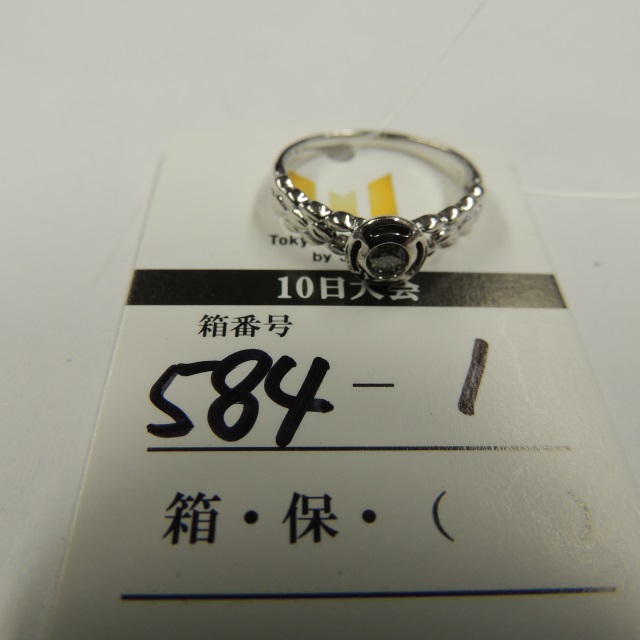 Toky
by
10日大会
箱番号
584 - 1
箱・保・(   )